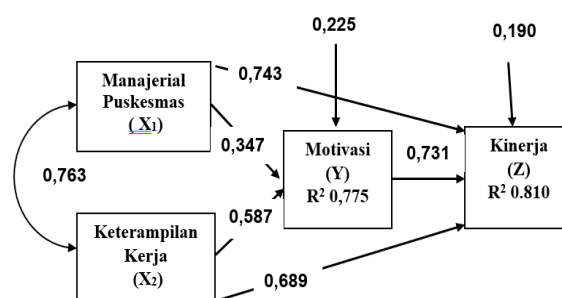 0,225
0,190
Manajerial
Puskesmas
( X1)
0,743
0,347
Motivasi
(Y)
R² 0,775
0,731
Kinerja
(Z)
R² 0.810
0,763
Keterampilan
Kerja
(X2)
0,587
0,689